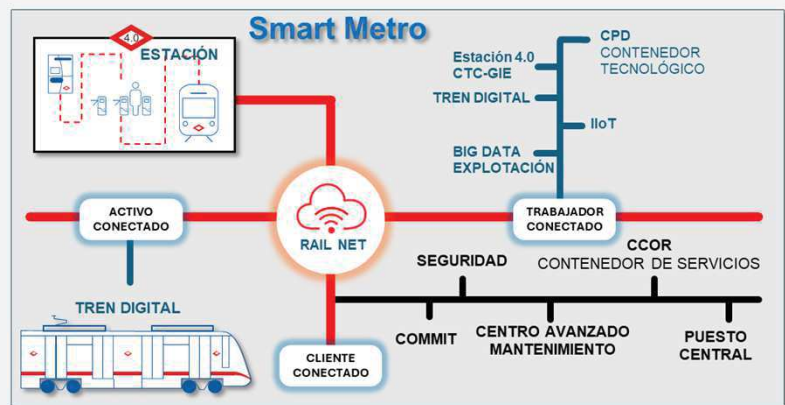 Smart Metro
4.0
ESTACIÓN
Estación 4.0
CTC-GIE
TREN DIGITAL
BIG DATA
EXPLOTACIÓN
CPD
CONTENEDOR
TECNOLÓGICO
IIoT
ACTIVO
CONECTADO
RAIL NET
TRABAJADOR
CONECTADO
TREN DIGITAL
CLIENTE
CONECTADO
SEGURIDAD
CCOR
CONTENEDOR DE SERVICIOS
COMMIT
CENTRO AVANZADO
MANTENIMIENTO
PUESTO
CENTRAL